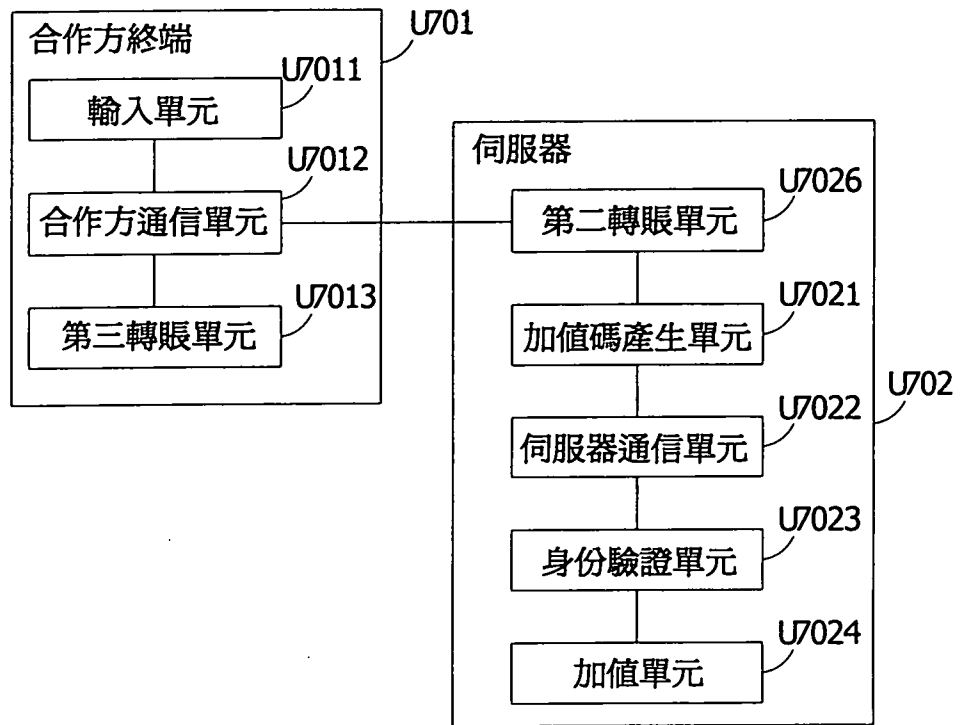 合作方終端
U701
U7011
輸入單元
U7012
合作方通信單元
U7013
第三轉賬單元
伺服器
U7026
第二轉賬單元
U7021
加值碼產生單元
U702
U7022
伺服器通信單元
U7023
身份驗證單元
U7024
加值單元